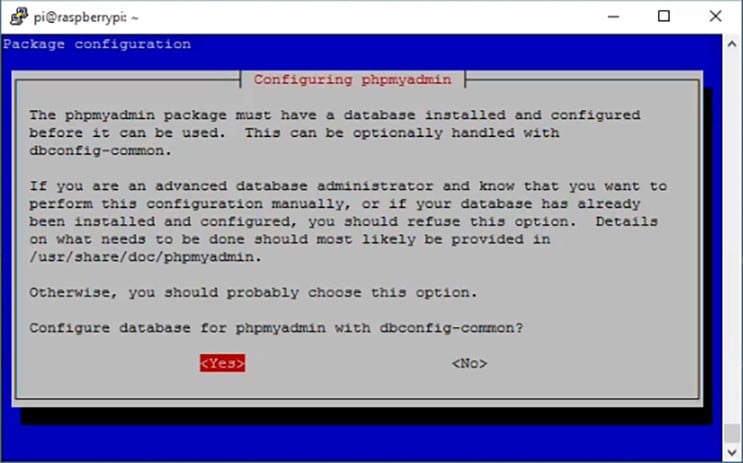 pi@raspberrypi: ~
Package configuration
Configuring phpmyadmin
The phpmyadmin package must have a database installed and configured
before it can be used.  This can be optionally handled with
dbconfig-common.
If you are an advanced database administrator and know that you want to
perform this configuration manually, or if your database has already
been installed and configured, you should refuse this option.  Details
on what needs to be done should most likely be provided in
/usr/share/doc/phpmyadmin.
Otherwise, you should probably choose this option.
Configure database for phpmyadmin with dbconfig-common?
<Yes> <No>